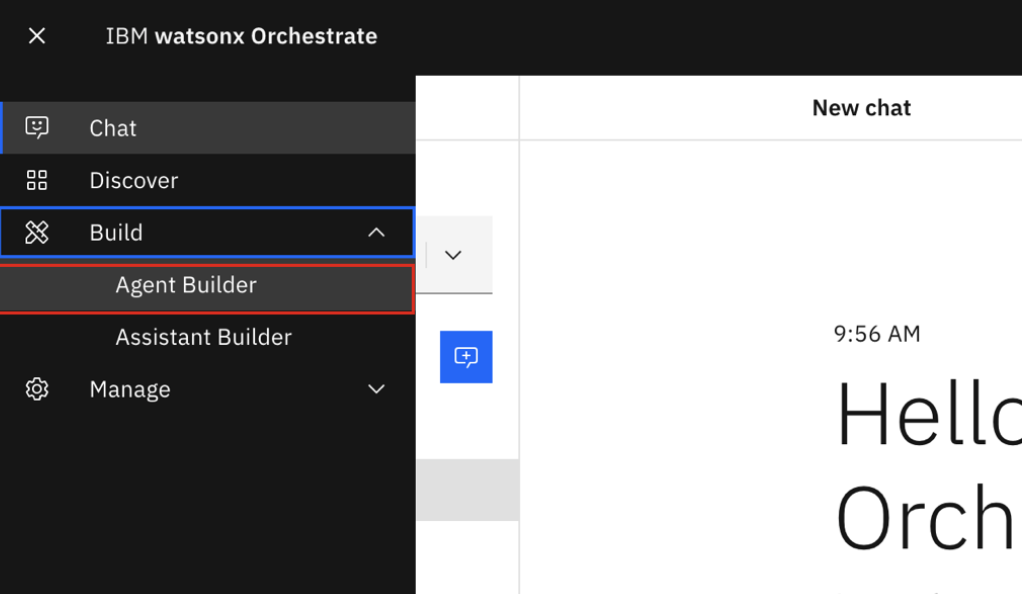 IBM watsonx Orchestrate
Chat
Discover
Build
Agent Builder
Assistant Builder
Manage
New chat
9:56 AM
Hello
Orch